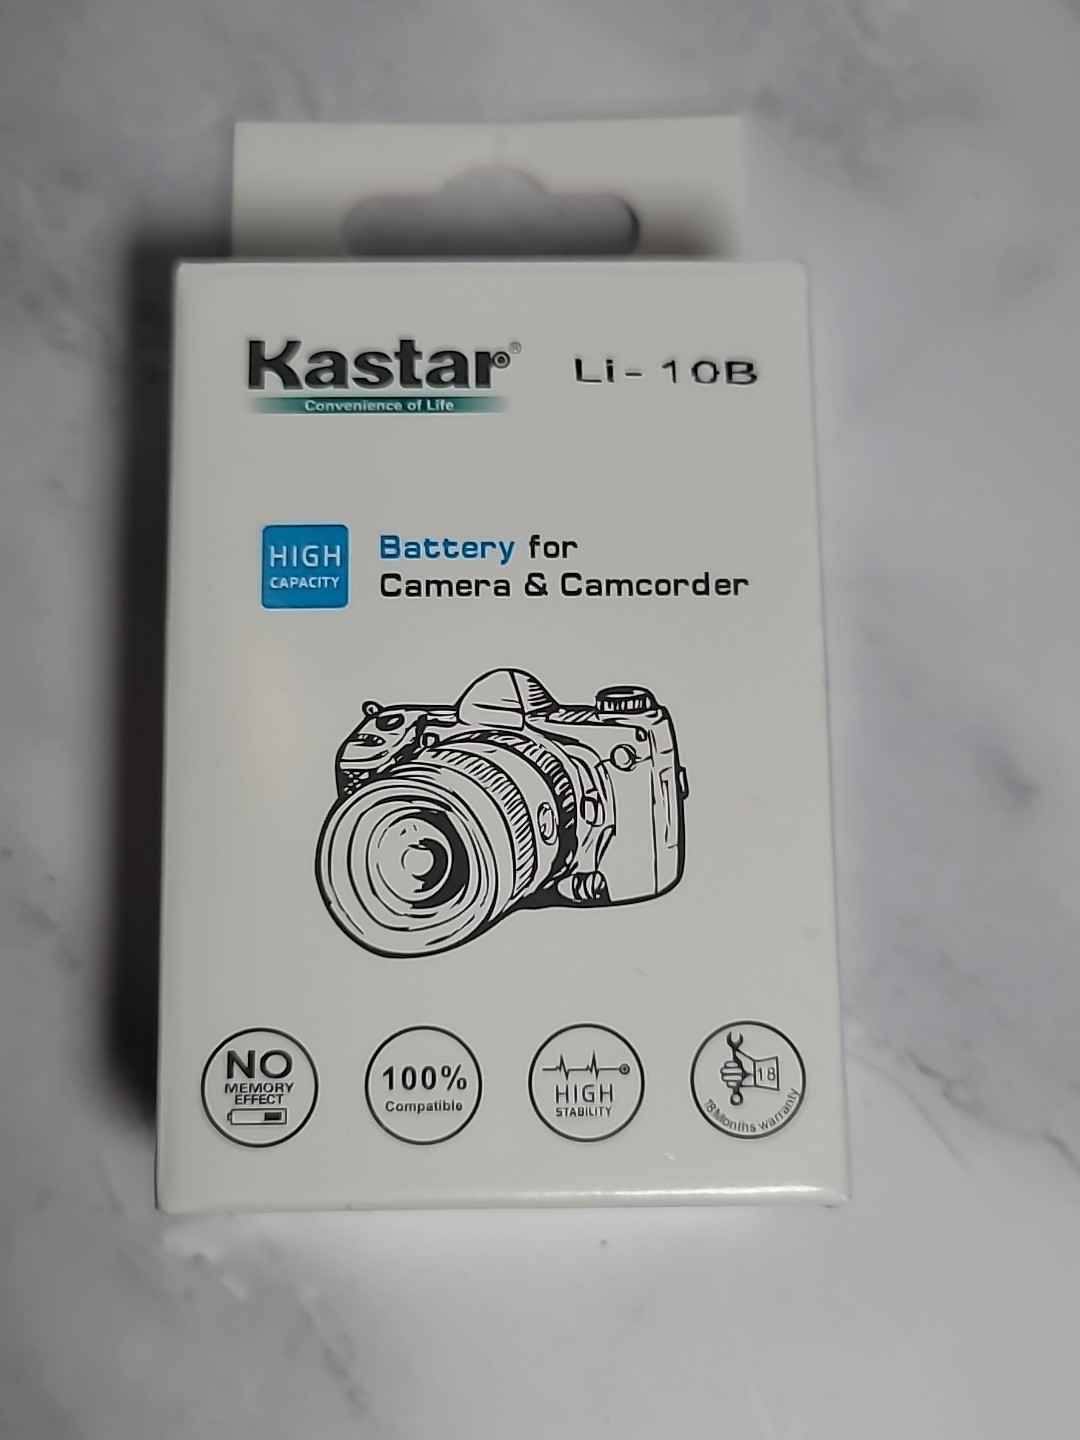 Kastar®
Li-10B
Convenience of Life
HIGH
CAPACITY
Battery for
Camera & Camcorder
NO
MEMORY
EFFECT
100%
Compatible
HIGH
STABILITY
18
18 Months warranty